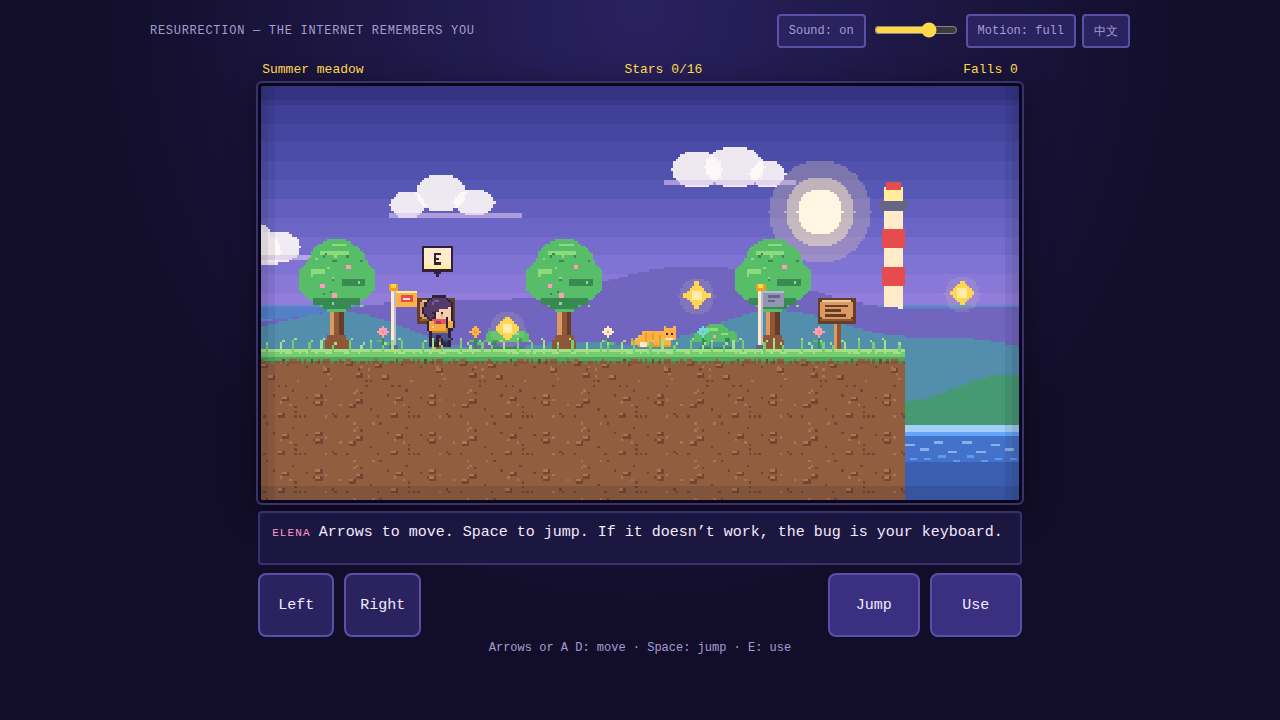 RESURRECTION — THE INTERNET REMEMBERS YOU
Sound: on
Motion: full
中文
Summer meadow
Stars 0/16
Falls 0
E
ELENA Arrows to move. Space to jump. If it doesn’t work, the bug is your keyboard.
Left
Right
Jump
Use
Arrows or A D: move · Space: jump · E: use